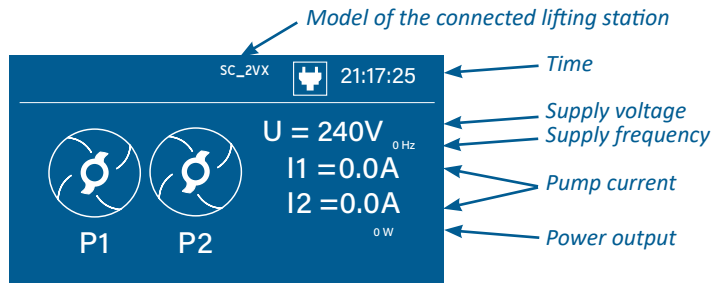 Model of the connected lifting station
SC_2VX
21:17:25
Time
U = 240V
Supply voltage
0 Hz
Supply frequency
I1 =0.0A
Pump current
I2 =0.0A
0 W
Power output
P1
P2